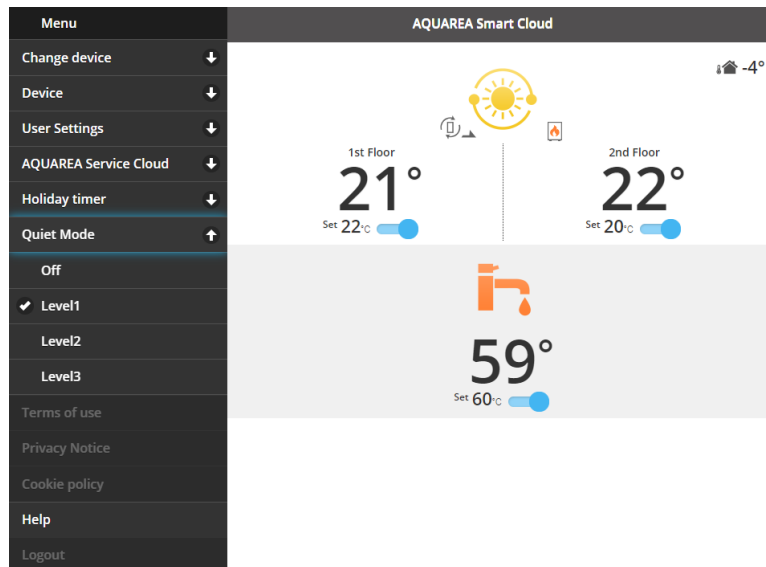 Menu
AQUAREA Smart Cloud
Change device
Device
User Settings
AQUAREA Service Cloud
Holiday timer
Quiet Mode
Off
Level1
Level2
Level3
Terms of use
Privacy Notice
Cookie policy
Help
Logout
-4°
1st Floor
21°
Set 22°C
2nd Floor
22°
Set 20°C
59°
Set 60°C